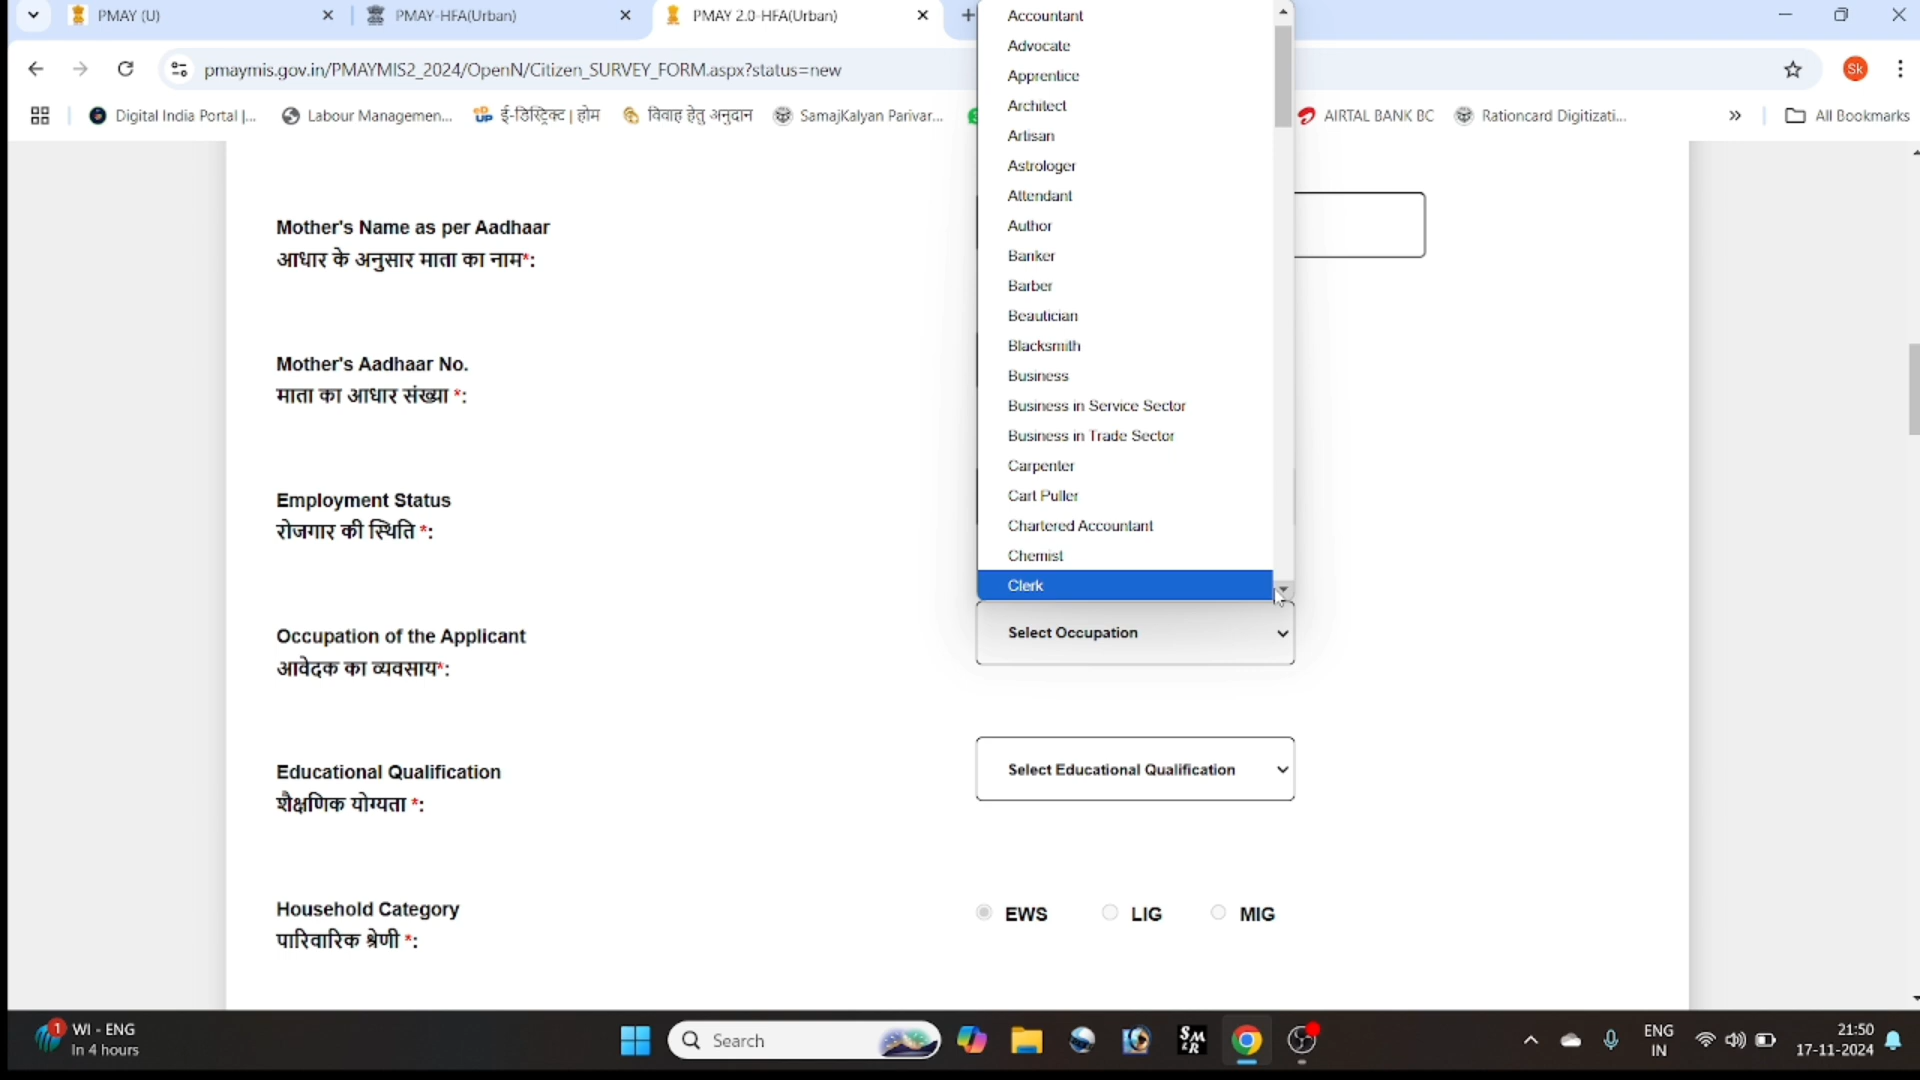 PMAY (U)
PMAY-HFA(Urban)
PMAY 2.0-HFA(Urban)
pmaymis.gov.in/PMAYMIS2_2024/OpenN/Citizen_SURVEY_FORM.aspx?status=new
Sk
Digital India Portal |...
Labour Managemen...
ई-डिस्ट्रिक्ट | होम
विवाह हेतु अनुदान
SamajKalyan Parivar...
AIRTAL BANK BC
Rationcard Digitizati...
All Bookmarks
Accountant
Advocate
Apprentice
Architect
Artisan
Astrologer
Attendant
Author
Banker
Barber
Beautician
Blacksmith
Business
Business in Service Sector
Business in Trade Sector
Carpenter
Cart Puller
Chartered Accountant
Chemist
Clerk
Mother's Name as per Aadhaar
आधार के अनुसार माता का नाम*:
Mother's Aadhaar No.
माता का आधार संख्या *:
Employment Status
रोजगार की स्थिति *:
Occupation of the Applicant
आवेदक का व्यवसाय*:
Select Occupation
Educational Qualification
शैक्षणिक योग्यता *:
Select Educational Qualification
Household Category
पारिवारिक श्रेणी *:
EWS
LIG
MIG
1
WI - ENG
In 4 hours
Search
SM
&R
ENG
IN
21:50
17-11-2024